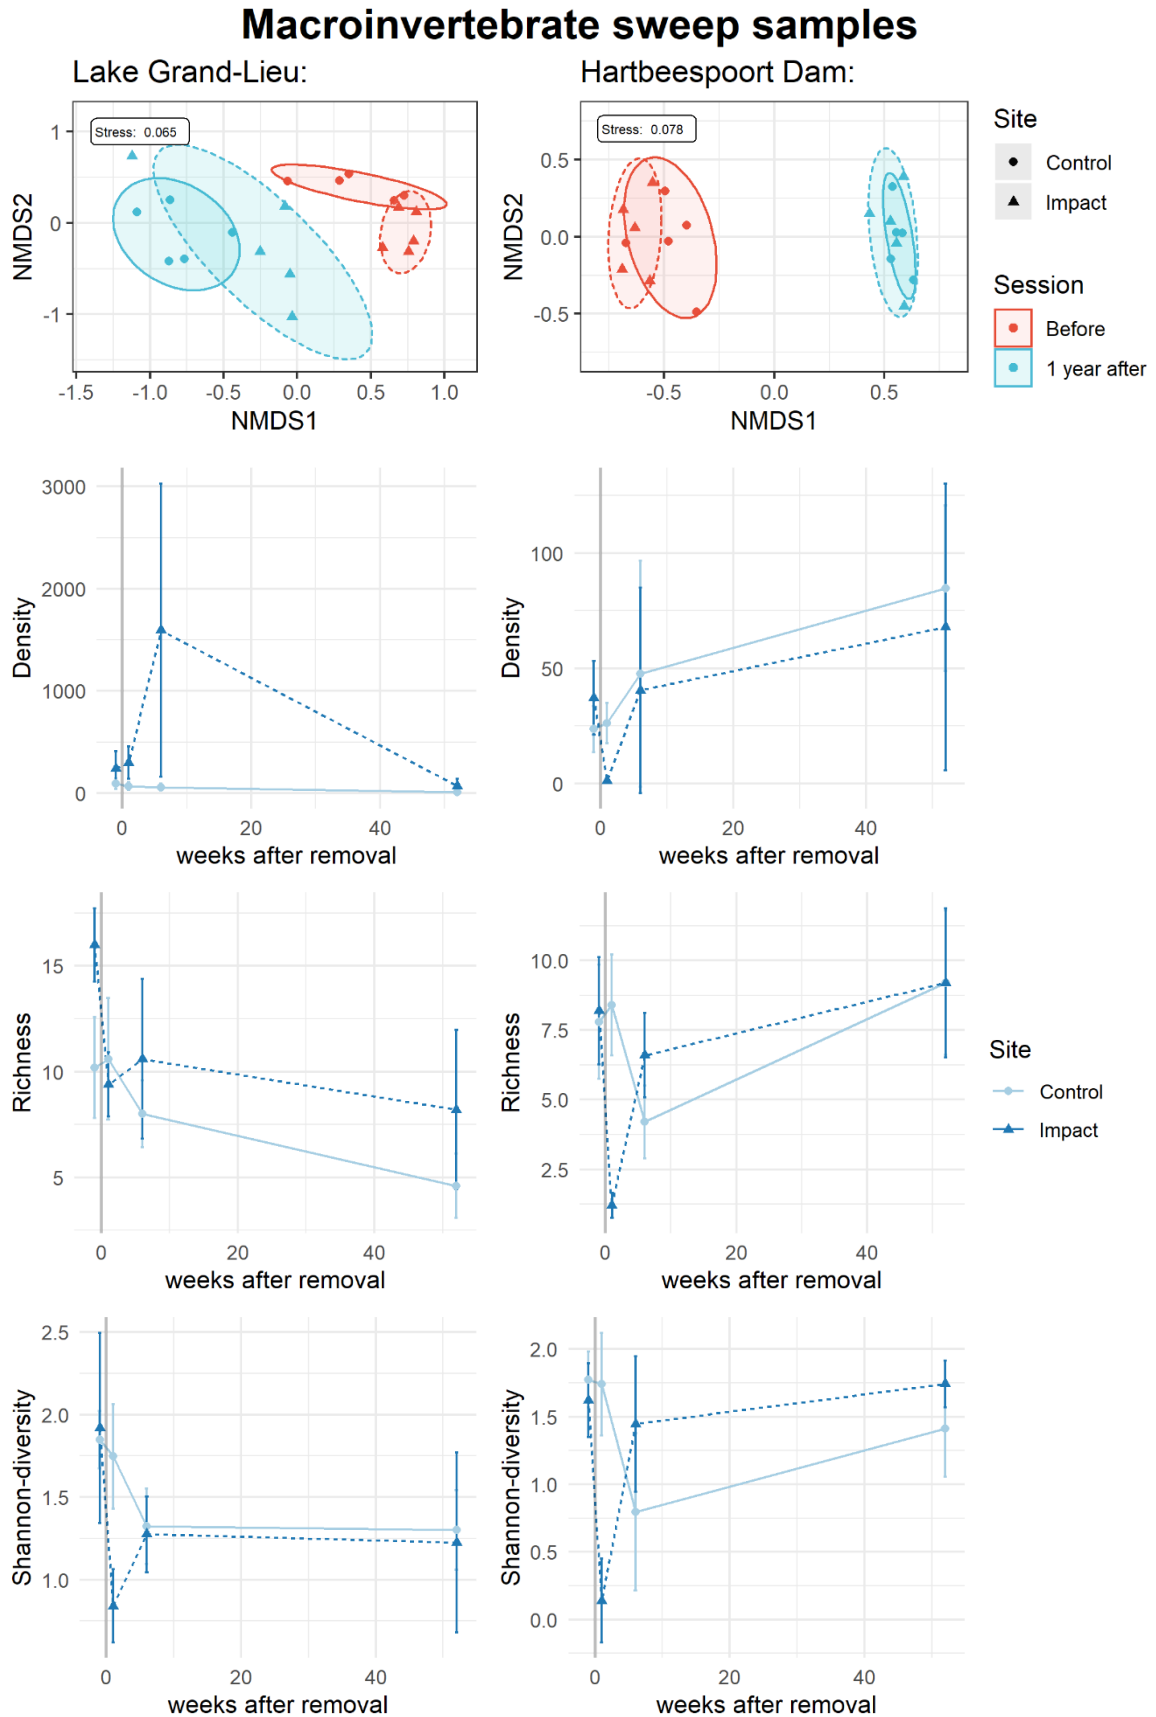 Macroinvertebrate sweep samples
Lake Grand-Lieu:
Hartbeespoort Dam:
Stress: 0.065
1
0
-1
NMDS2
-1.5 -1.0 -0.5 0.0 0.5 1.0
NMDS1
Stress: 0.078
0.5
0.0
-0.5
NMDS2
-0.5 0.0 0.5
NMDS1
Site
Control
Impact
Session
Before
1 year after
3000
2000
1000
0
Density
0 20 40
weeks after removal
100
50
0
Density
0 20 40
weeks after removal
15
10
5
Richness
0 20 40
weeks after removal
10.0
7.5
5.0
2.5
Richness
0 20 40
weeks after removal
Site
Control
Impact
2.5
2.0
1.5
1.0
Shannon-diversity
0 20 40
weeks after removal
2.0
1.5
1.0
0.5
0.0
Shannon-diversity
0 20 40
weeks after removal